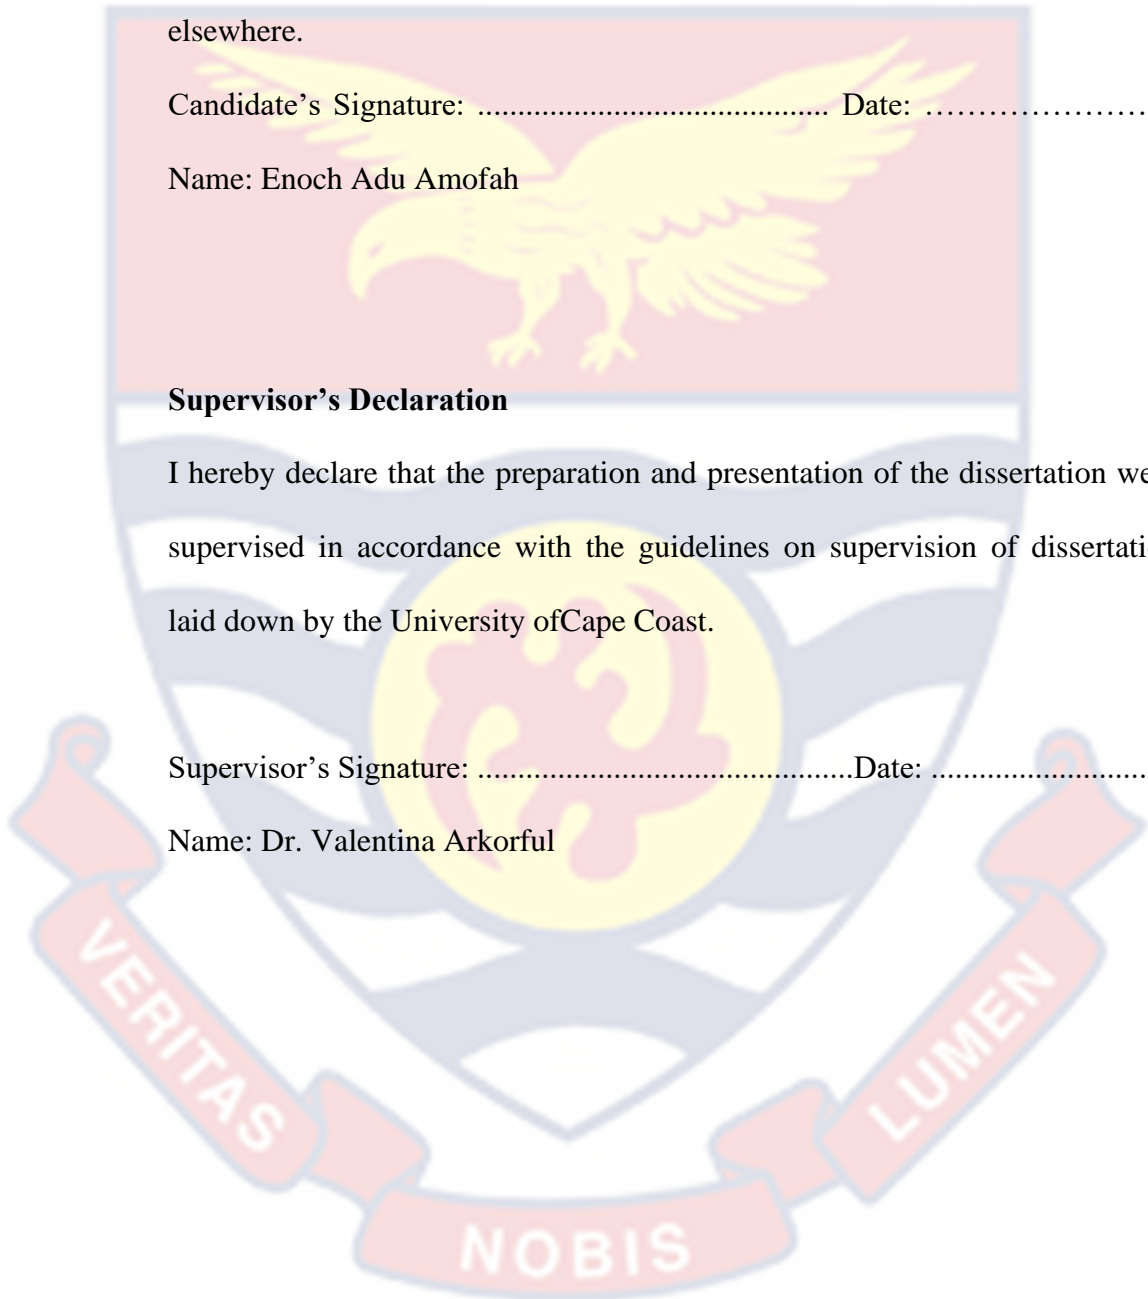 elsewhere.
Candidate’s Signature: ........................................... Date: ……………………
Name: Enoch Adu Amofah
Supervisor’s Declaration
I hereby declare that the preparation and presentation of the dissertation
supervised in accordance with the guidelines on supervision of
laid down by the University ofCape Coast.
Supervisor’s Signature: ...............................................Date: ...........................
Name: Dr. Valentina Arkorful
VERITAS
NOBIS
LUMEN